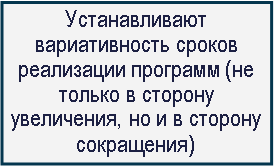 Устанавливают
вариативность сроков
реализации программ (не
только в сторону
увеличения, но и в сторону
сокращения)